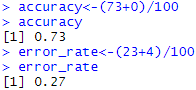 > accuracy<-(73+0)/100
> accuracy
[1] 0.73
> error_rate<-(23+4)/100
> error_rate
[1] 0.27